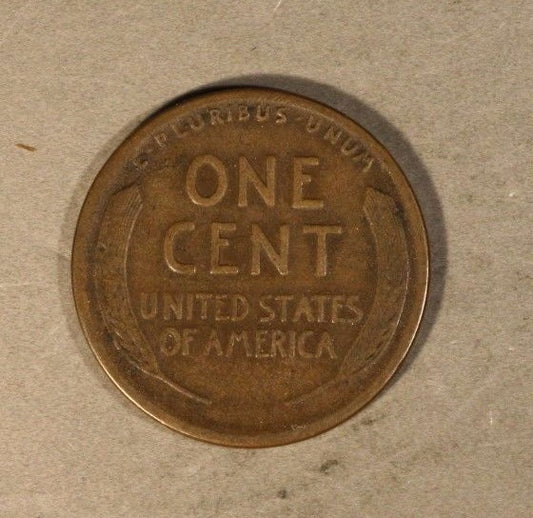 E·PLURIBUS·UNUM
ONE
CENT
UNITED STATES
OF AMERICA